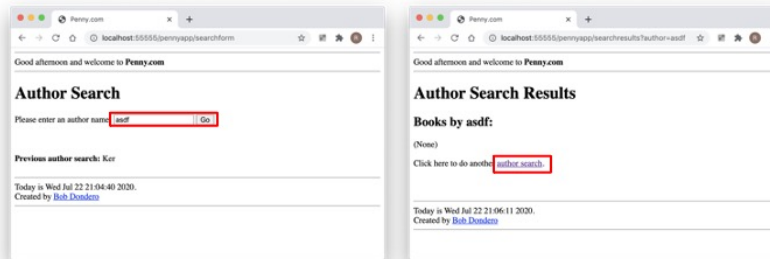 Penny.com
localhost:55555/pennyapp/searchform
Good afternoon and welcome to Penny.com
Author Search
Please enter an author name: asdf Go
Previous author search: Ker
Today is Wed Jul 22 21:04:40 2020.
Created by Bob Dondero
Penny.com
localhost:55555/pennyapp/searchresults?author=asdf
Good afternoon and welcome to Penny.com
Author Search Results
Books by asdf:
(None)
Click here to do another author search.
Today is Wed Jul 22 21:06:11 2020.
Created by Bob Dondero